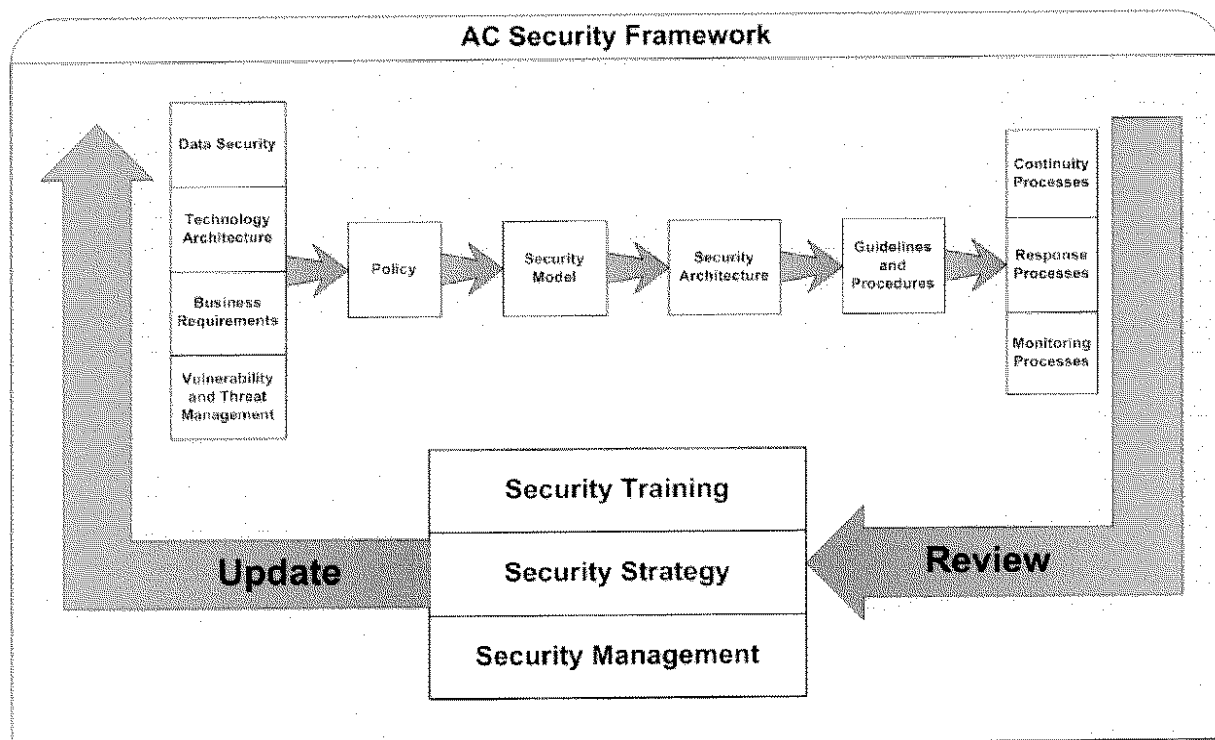 AC Security Framework
Data Security
Technology
Architecture
Business
Requirements
Vulnerability
and Threat
Management
Policy
Security
Model
Security
Architecture
Guidelines
and
Procedures
Continuity
Processes
Response
Processes
Monitoring
Processes
Security Training
Security Strategy
Security Management
Update
Review